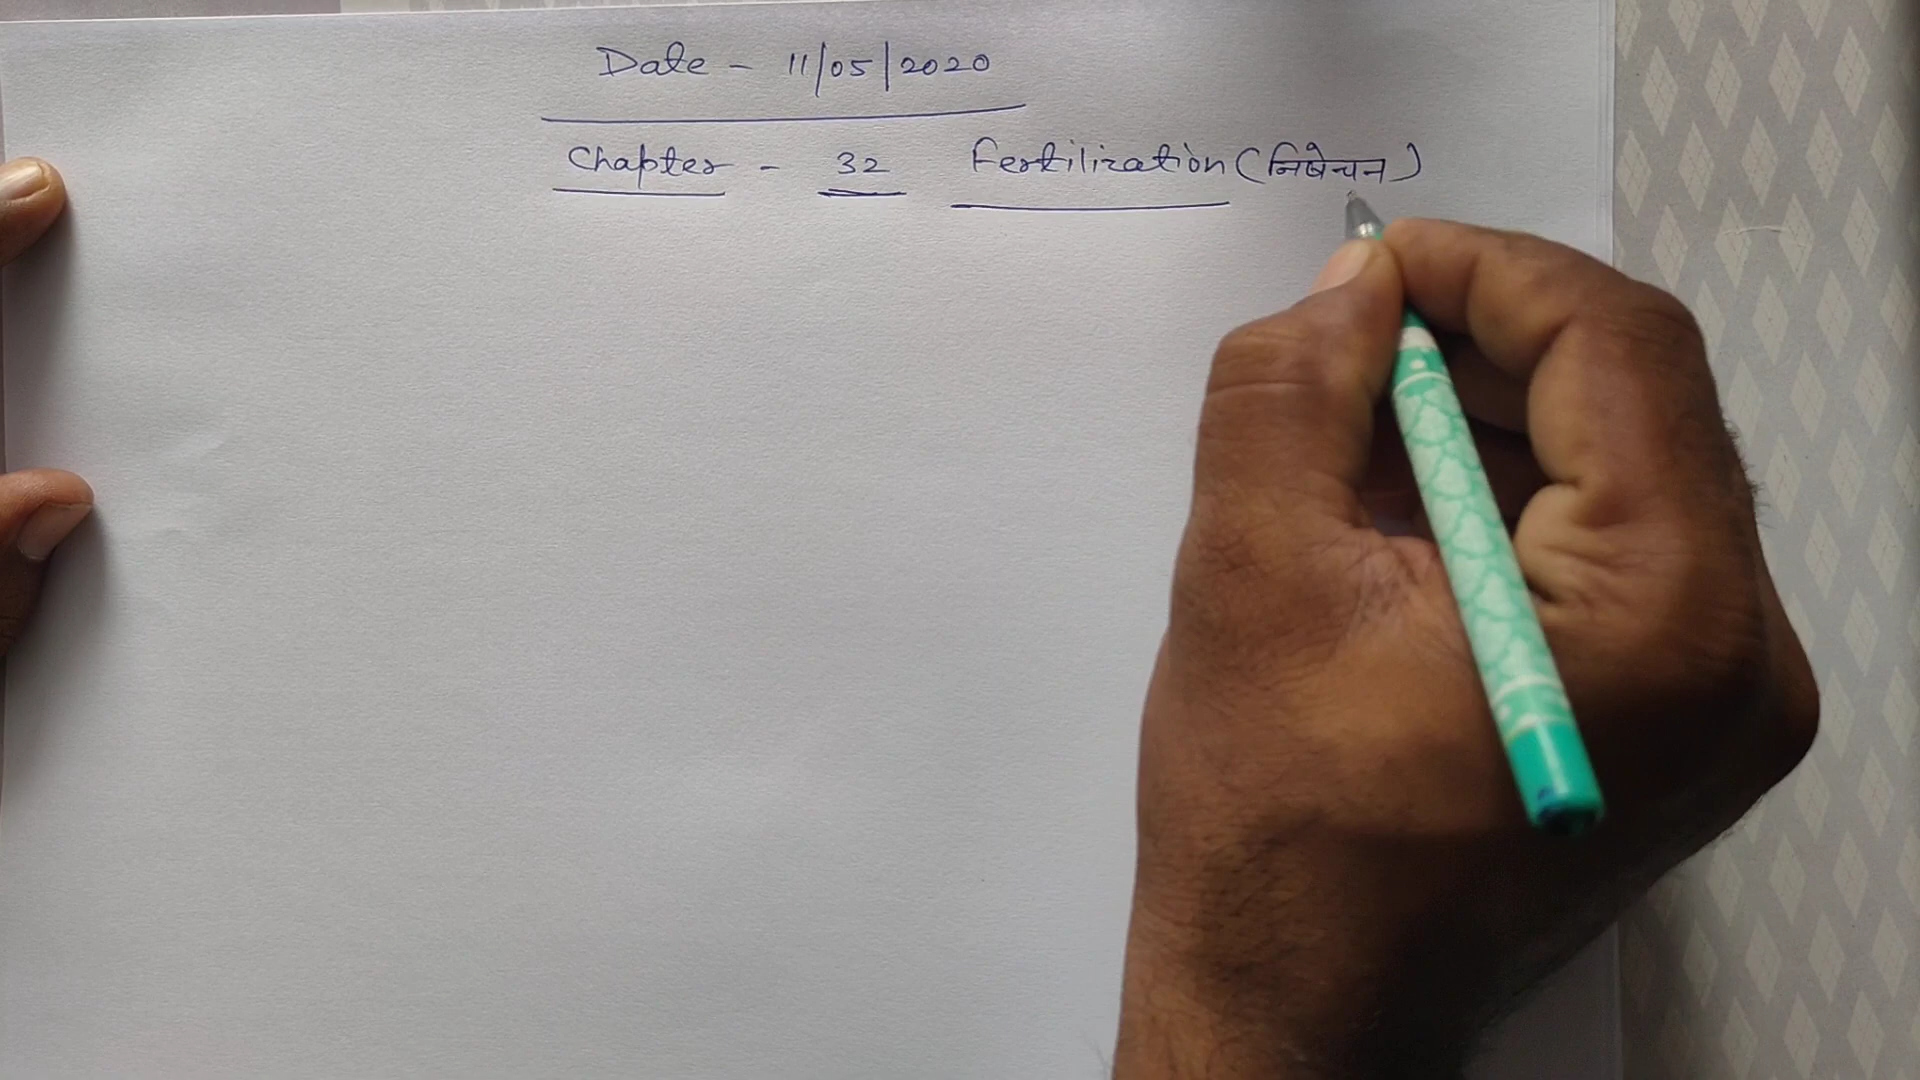 Date - 11/05/2020
Chapter - 32 Fertilization (निषेचन)